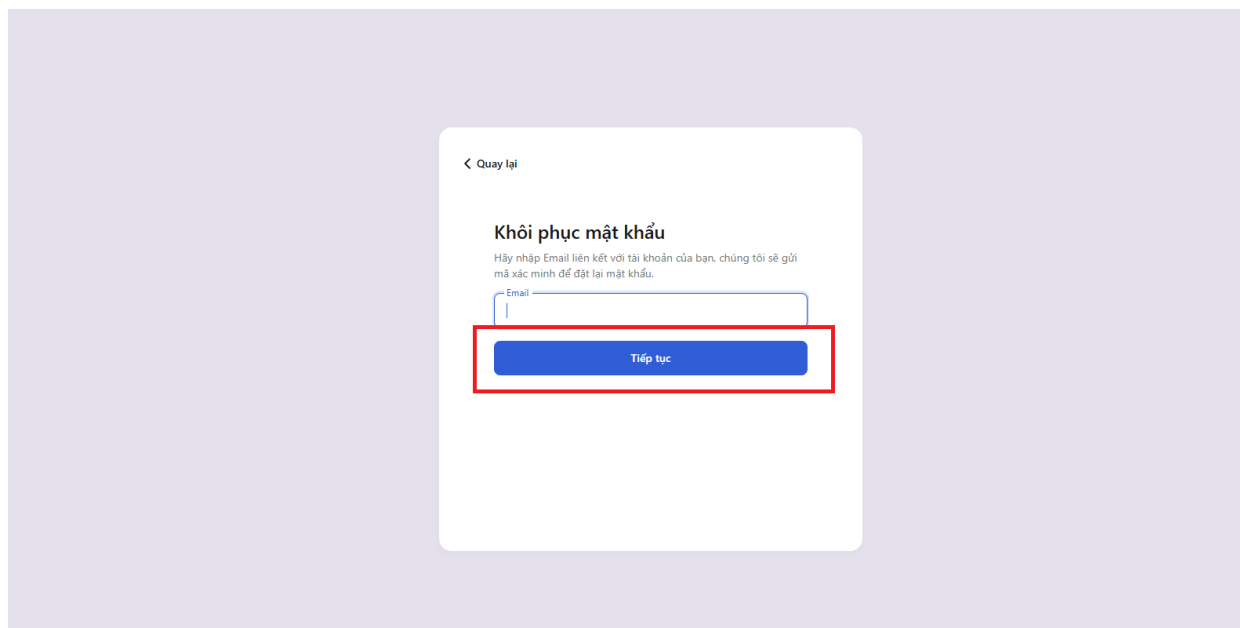 Quay lại
Khôi phục mật khẩu
Hãy nhập Email liên kết với tài khoản của bạn, chúng tôi sẽ gửi
mã xác minh để đặt lại mật khẩu.
Email
Tiếp tục